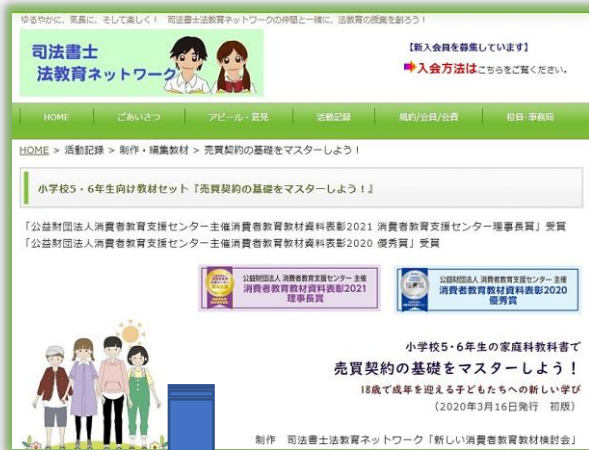 ゆるやかに、気長に、そして楽しく！ 司法書士法教育ネットワークの仲間と一緒に、法教育の授業を創ろう！
司法書士
法教育ネットワーク
【新入会員を募集しています】
入会方法はこちらをご覧ください。
HOME ごあいさつ アピール・意見 活動記録 規約/会員/会費 役員・事務局
HOME > 活動記録 > 制作・編集教材 > 売買契約の基礎をマスターしよう！
小学校5・6年生向け教材セット『売買契約の基礎をマスターしよう！』
「公益財団法人消費者教育支援センター主催消費者教育教材資料表彰2021 消費者教育支援センター理事長賞」受賞
「公益財団法人消費者教育支援センター主催消費者教育教材資料表彰2020 優秀賞」受賞
公益財団法人 消費者教育支援センター 主催
消費者教育教材資料表彰2021
理事長賞
公益財団法人 消費者教育支援センター 主催
消費者教育教材資料表彰2020
優秀賞
小学校5・6年生の家庭科教科書で
売買契約の基礎をマスターしよう！
18歳で成年を迎える子どもたちへの新しい学び
（2020年3月16日発行 初版）
制作 司法書士法教育ネットワーク「新しい消費者教育教材検討会」